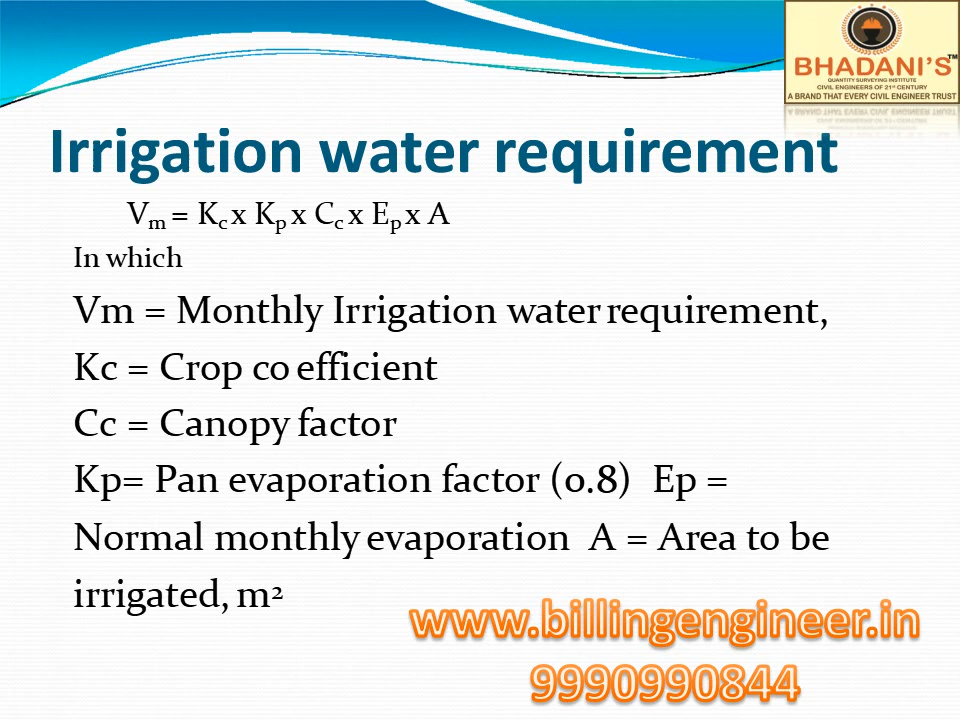 BHADANI'S™
QUANTITY SURVEYING INSTITUTE
CIVIL ENGINEERS OF 21ST CENTURY
A BRAND THAT EVERY CIVIL ENGINEER TRUST
Irrigation water requirement
Vm = Kc x Kp x Cc x Ep x A
In which
Vm = Monthly Irrigation water requirement,
Kc = Crop co efficient
Cc = Canopy factor
Kp= Pan evaporation factor (0.8) Ep =
Normal monthly evaporation A = Area to be
irrigated, m²
www.billingengineer.in
9990990844